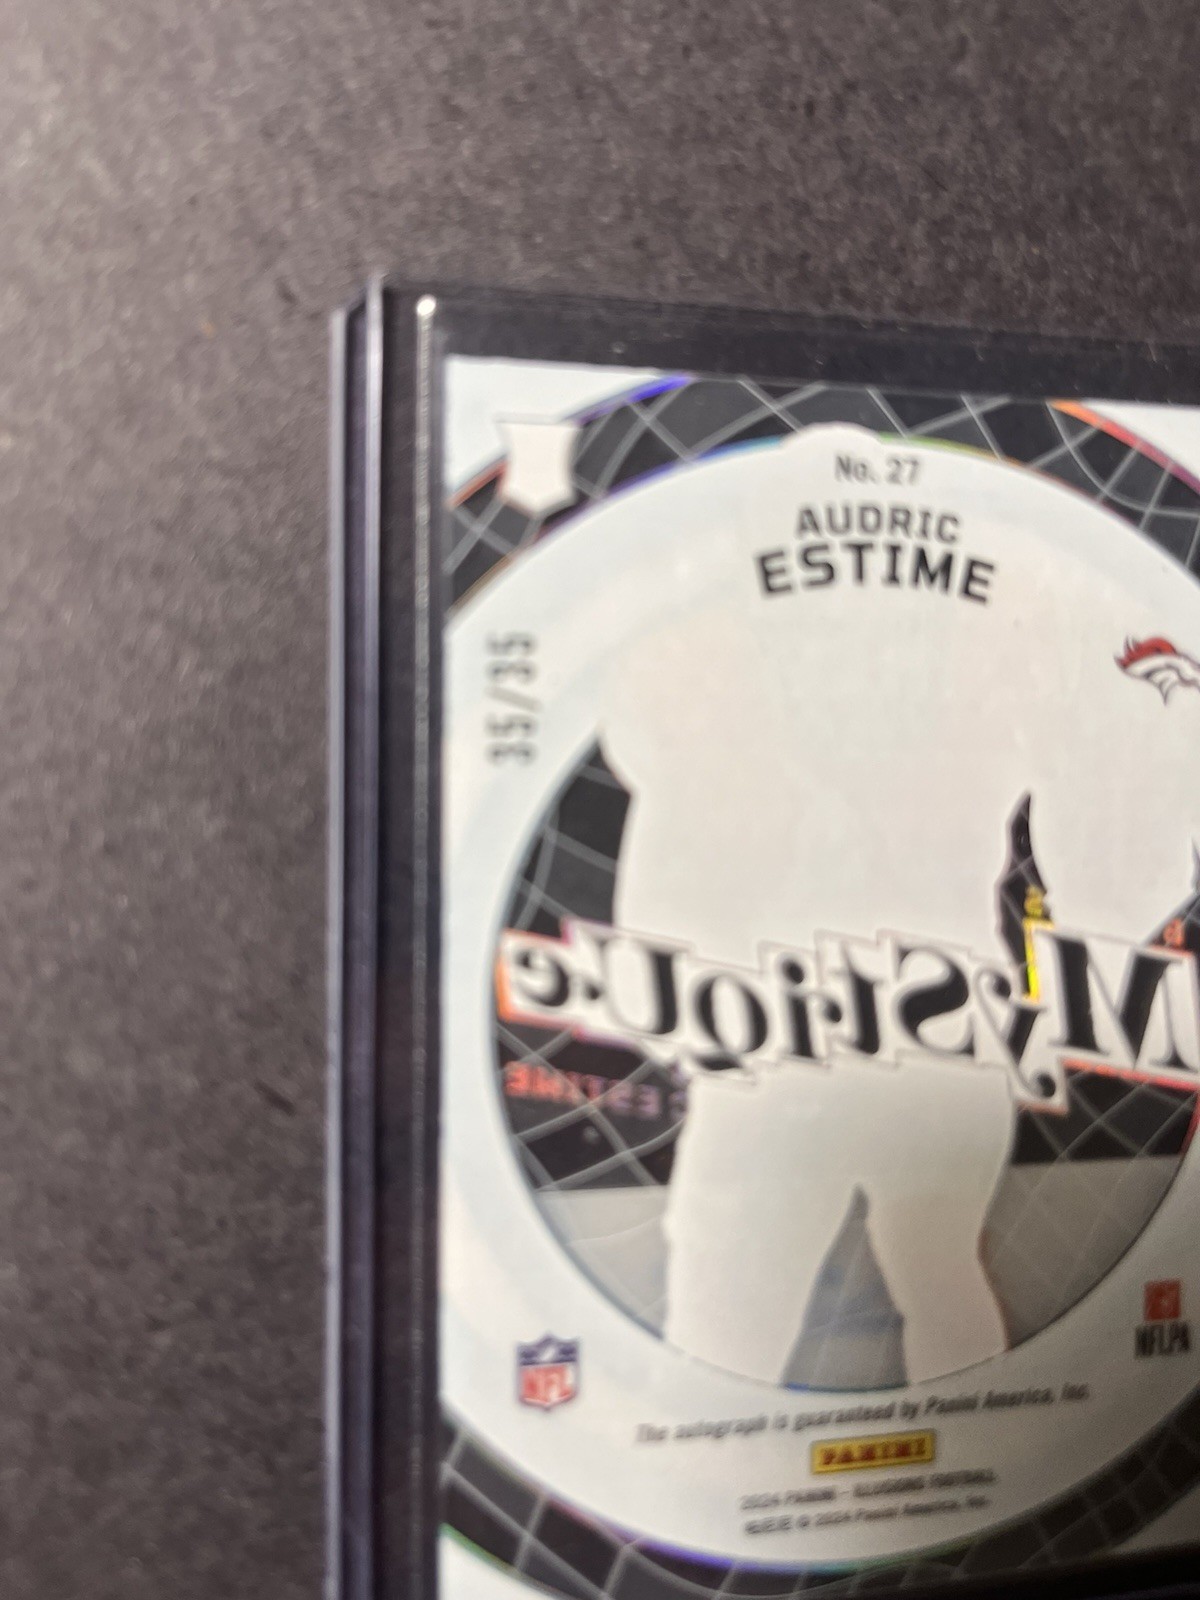 No. 27
AUDRIC
ESTIME
35/35
MyStiqUe
ESTIME
NFL
NFLPA
The autograph is guaranteed by Panini America, Inc.
PANINI
2024 PANINI - ILLUSIONS FOOTBALL
© 2024 Panini America, Inc.